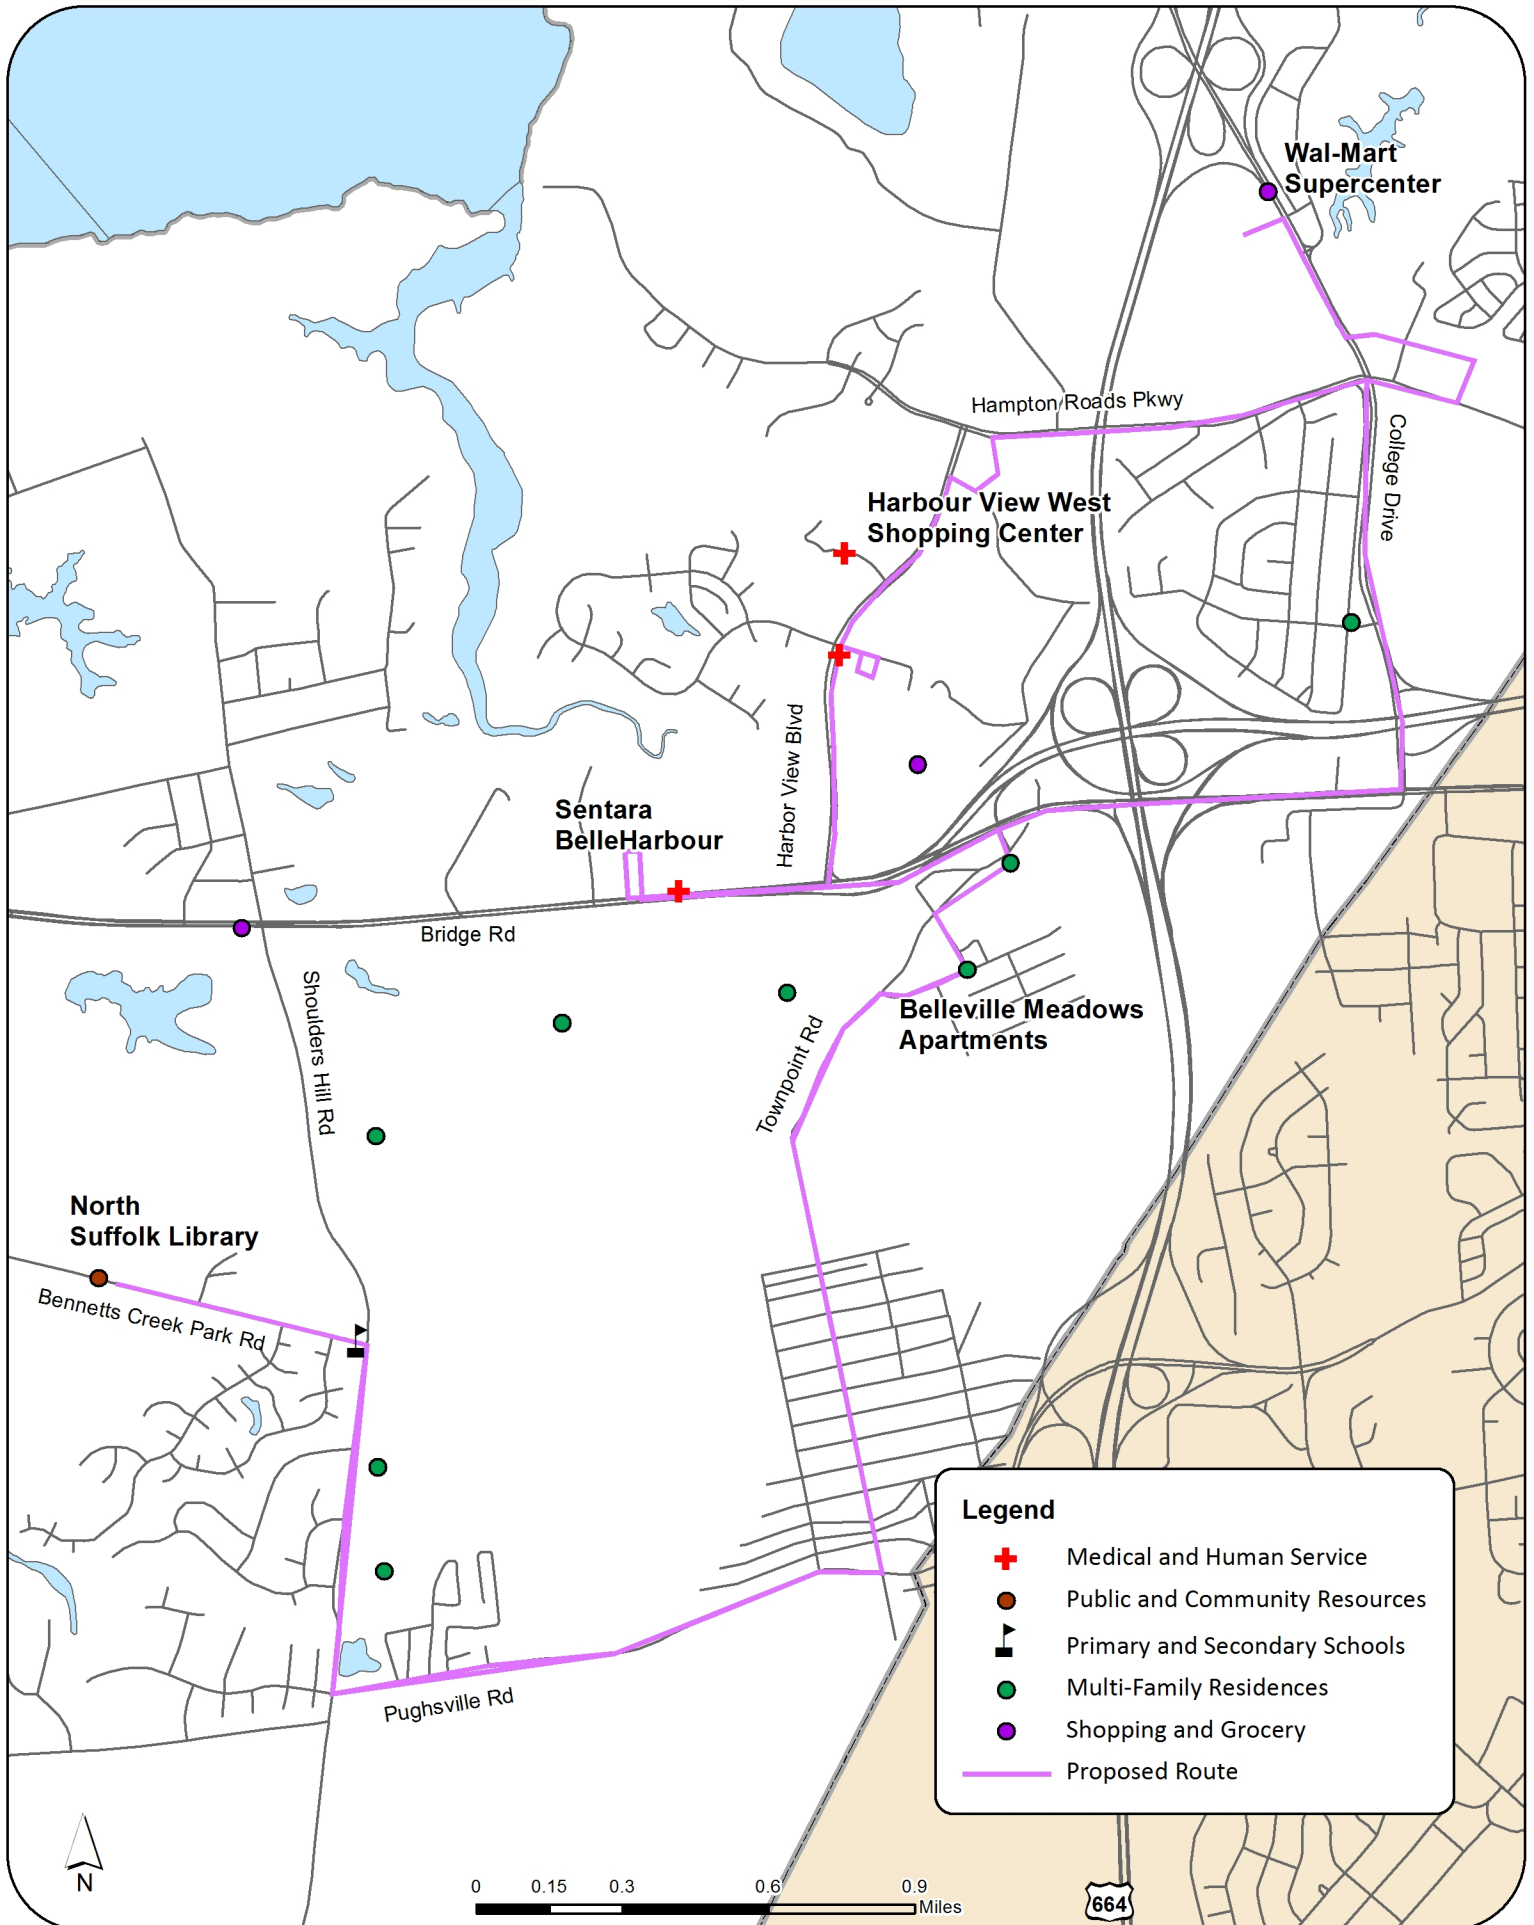 Wal-Mart
Supercenter
Hampton Roads Pkwy
College Drive
Harbour View West
Shopping Center
Harbor View Blvd
Sentara
BelleHarbour
Bridge Rd
Shoulders Hill Rd
Belleville Meadows
Apartments
Townpoint Rd
North
Suffolk Library
Bennetts Creek Park Rd
Pughsville Rd
Legend
Medical and Human Service
Public and Community Resources
Primary and Secondary Schools
Multi-Family Residences
Shopping and Grocery
Proposed Route
N
0 0.15 0.3 0.6 0.9
Miles
664